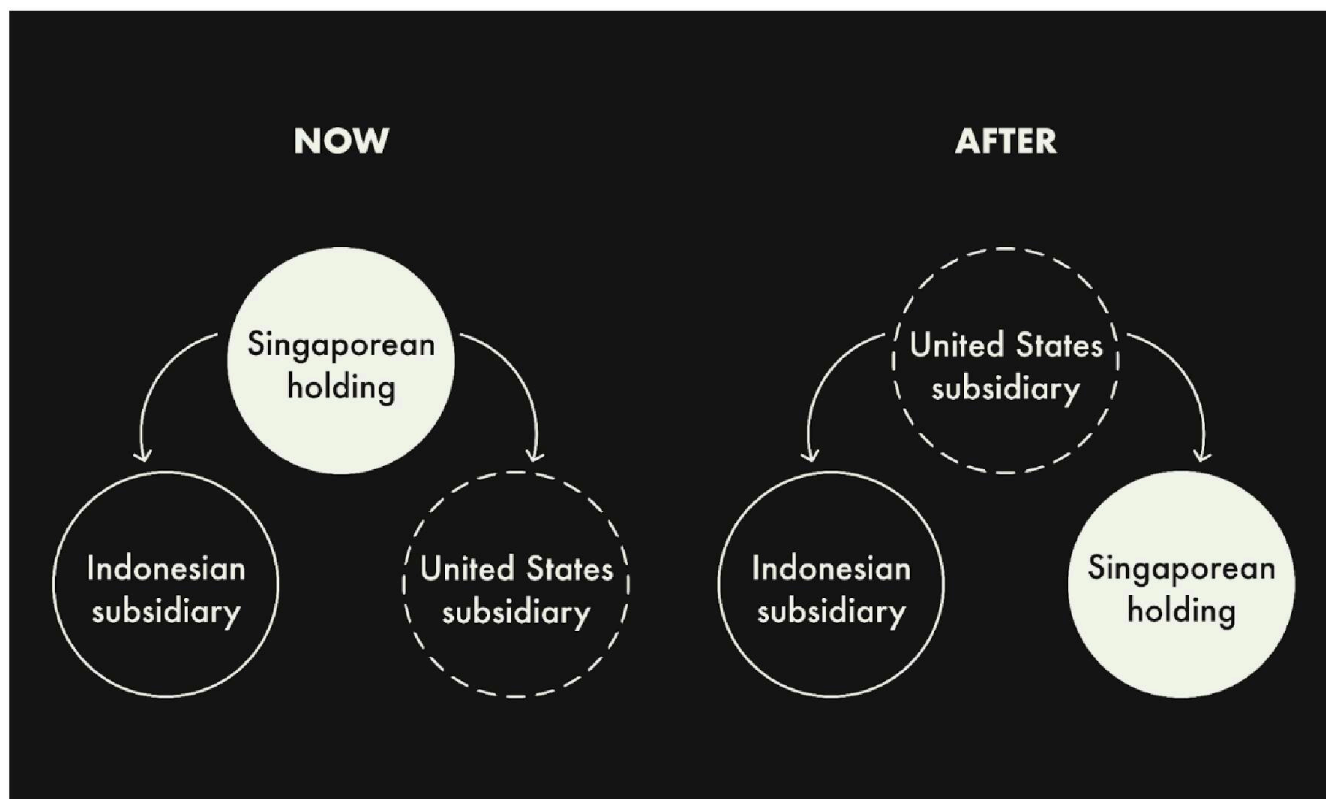 NOW
Singaporean
holding
Indonesian
subsidiary
United States
subsidiary
AFTER
United States
subsidiary
Indonesian
subsidiary
Singaporean
holding